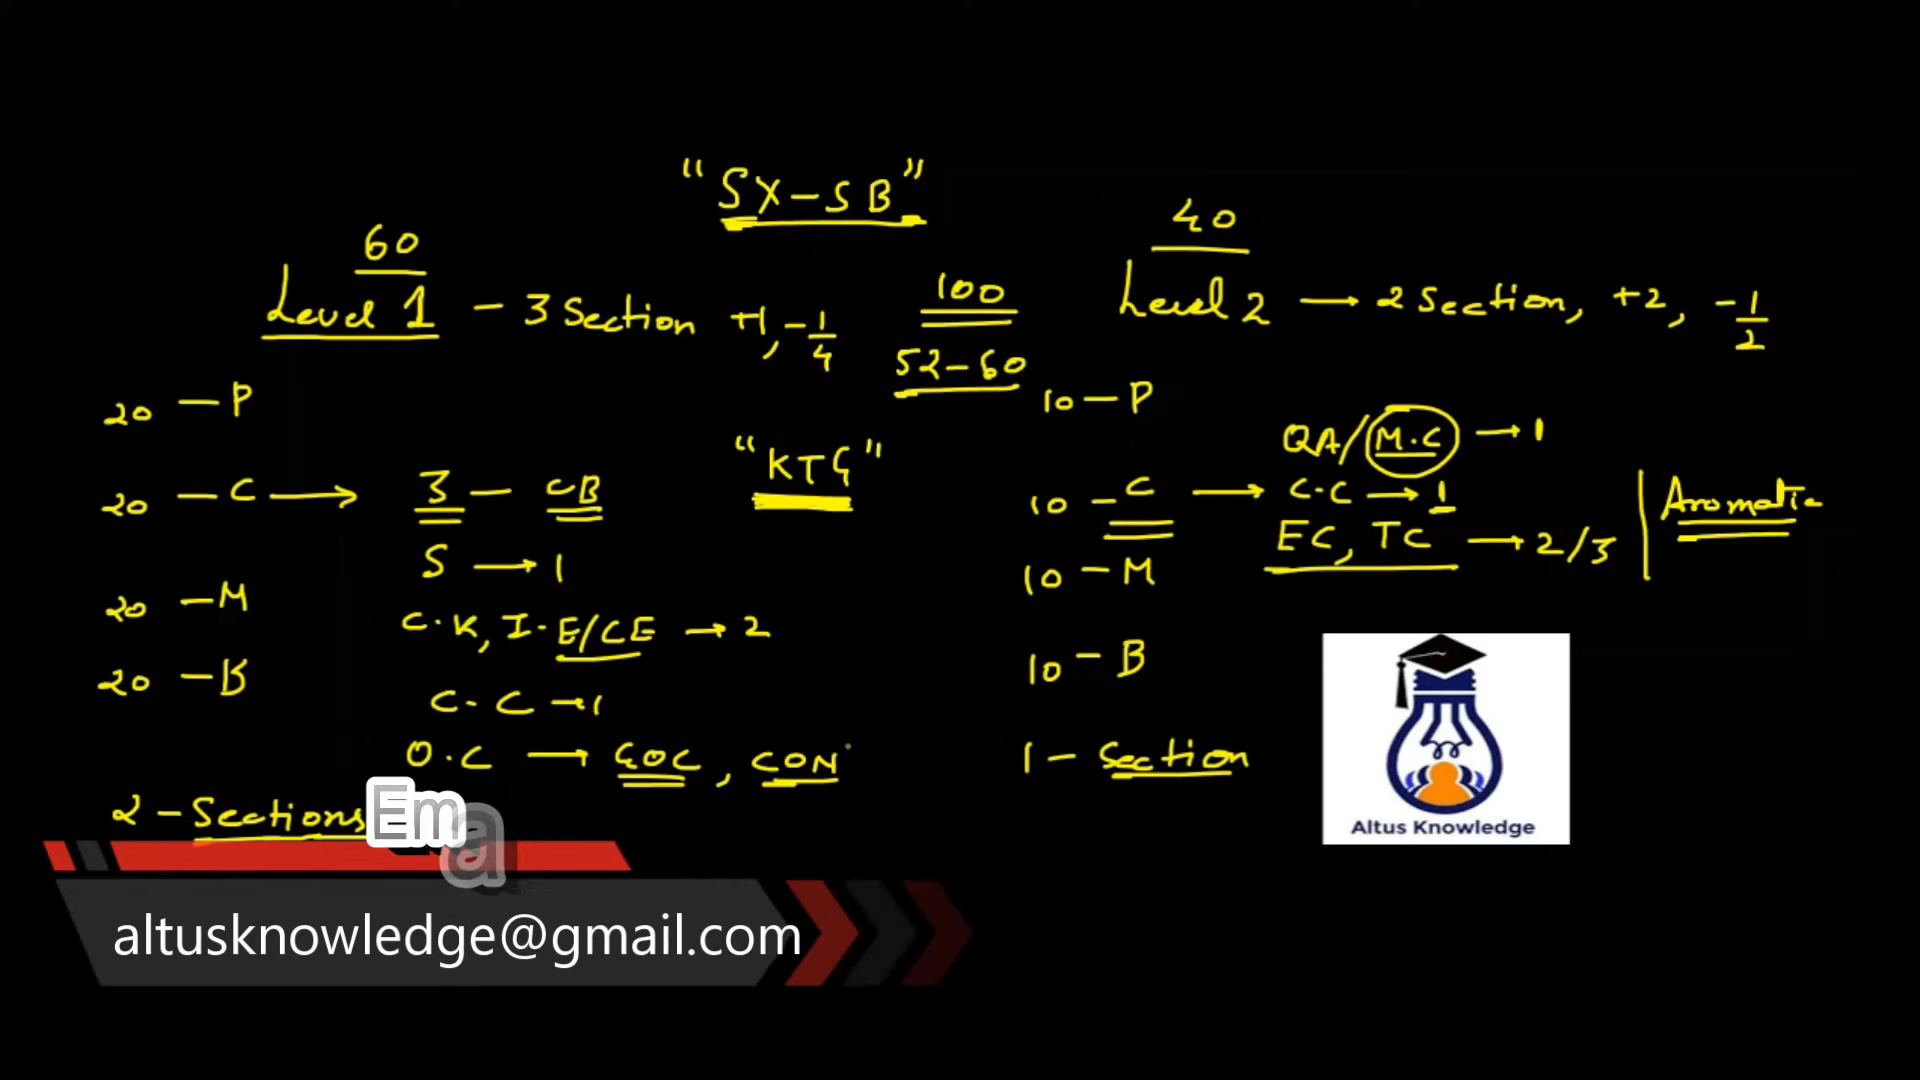 "SX-SB"
60
Level 1 - 3 Section +1, -1/4
100
52-60
40
Level 2 → 2 Section, +2, -1/2
20 - P
20 - C → 3 - CB
S → 1
20 - M
C.K, I.E/CE → 2
20 - B
C-C → 1
O.C → GOC, CON
2 - Sections
"KTG"
10 - P
QA/M.C → 1
10 - C → C-C → 1
EC, TC → 2/3
Aromatic
10 - M
10 - B
1 - Section
Altus Knowledge
Ema
altusknowledge@gmail.com